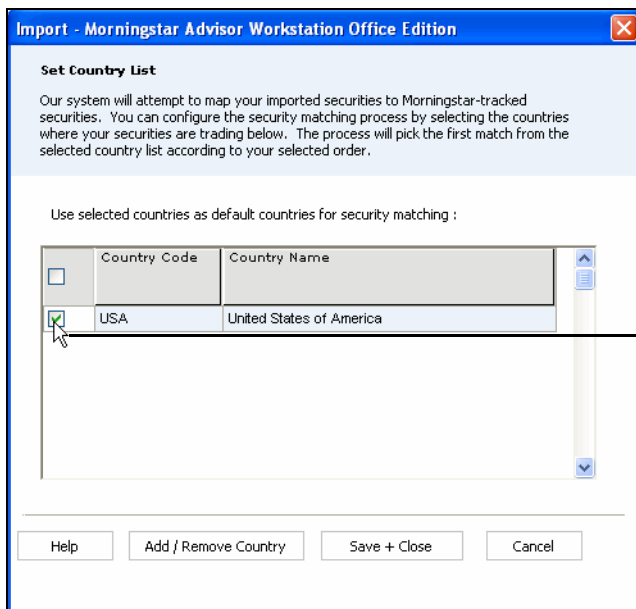 Import - Morningstar Advisor Workstation Office Edition
Set Country List
Our system will attempt to map your imported securities to Morningstar-tracked
securities. You can configure the security matching process by selecting the countries
where your securities are trading below. The process will pick the first match from the
selected country list according to your selected order.
Use selected countries as default countries for security matching :
Country Code Country Name
USA United States of America
Help Add / Remove Country Save + Close Cancel